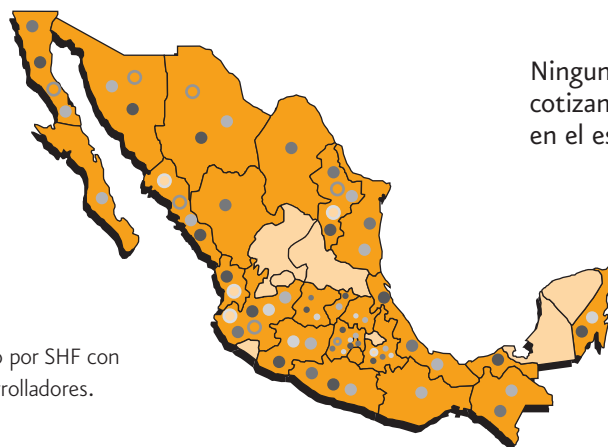 Ningun
cotizan
en el es
o por SHF con
rrolladores.